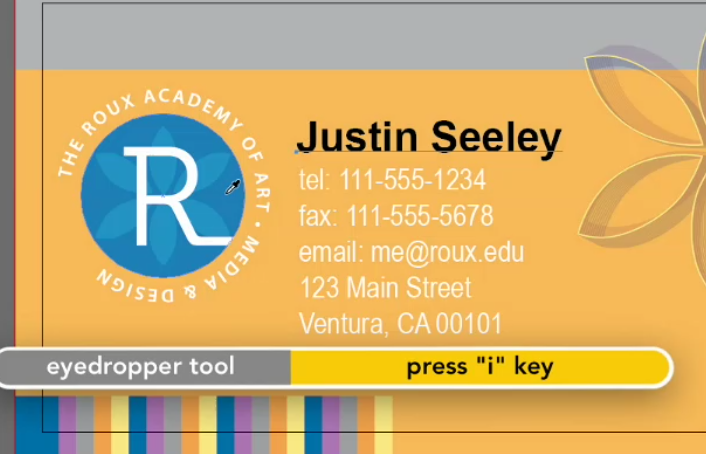 THE ROUX ACADEMY OF ART • MEDIA & DESIGN
R
Justin Seeley
tel: 111-555-1234
fax: 111-555-5678
email: me@roux.edu
123 Main Street
Ventura, CA 00101
eyedropper tool press "i" key